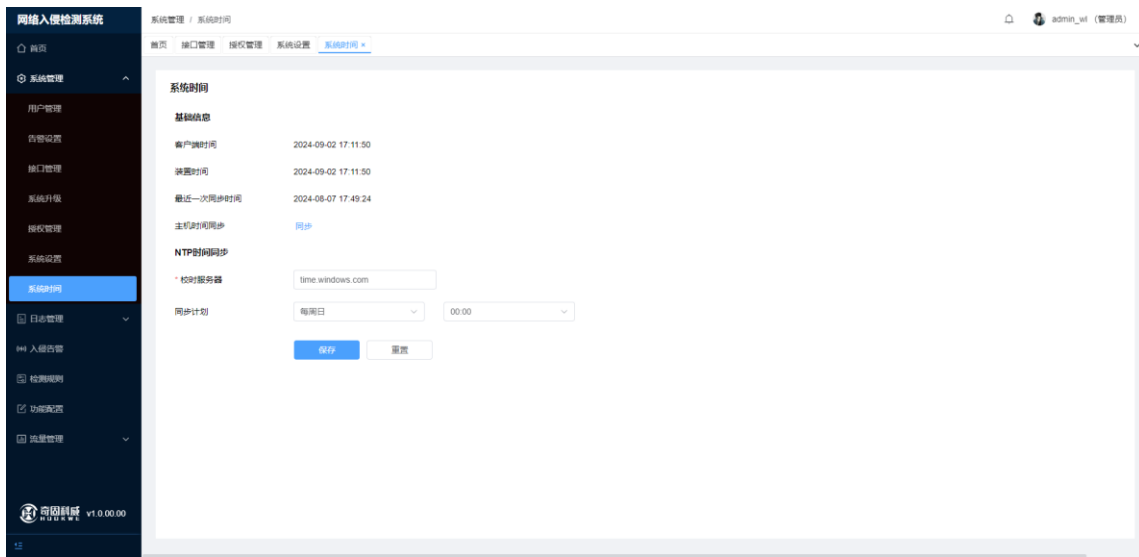 网络入侵检测系统
系统管理 / 系统时间
admin_wl (管理员)
首页
接口管理
授权管理
系统设置
系统时间 ×
首页
系统管理
用户管理
告警设置
接口管理
系统升级
授权管理
系统设置
系统时间
日志管理
入侵告警
检测规则
功能配置
流量管理
v1.0.00.00
系统时间
基础信息
客户端时间 2024-09-02 17:11:50
装置时间 2024-09-02 17:11:50
最近一次同步时间 2024-08-07 17:49:24
主机时间同步 同步
NTP时间同步
* 校时服务器 time.windows.com
同步计划 每周日 00:00
保存 重置